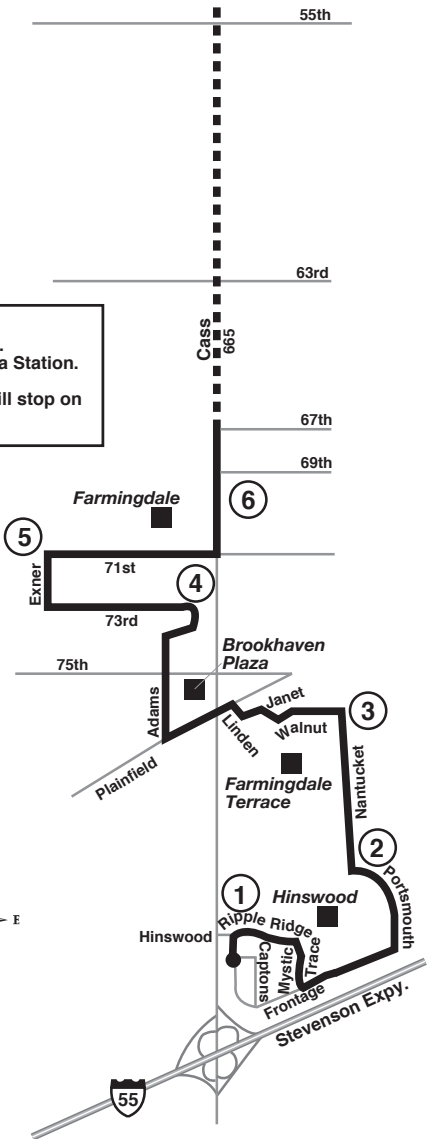 55th
63rd
Cass
665
.
a Station.
ill stop on
67th
69th
Farmingdale
6
5
71st
Exner
4
73rd
Brookhaven
Plaza
75th
Adams
Janet
Linden
Walnut
3
Plainfield
Farmingdale
Terrace
Nantucket
2
Portsmouth
1
Hinswood
Ripple Ridge
Hinswood
E
Captons
Mystic
Trace
Frontage
Stevenson Expy.
55